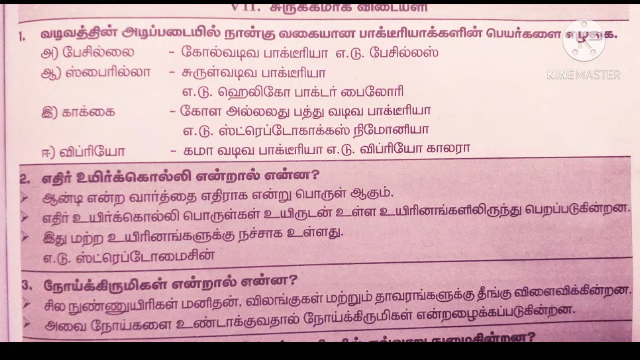 VII. சுருக்கமாக விடையளி
1. வடிவத்தின் அடிப்படையில் நான்கு வகையான பாக்டீரியாக்களின் பெயர்களை எழுதுக.
அ) பேசில்லை - கோல்வடிவ பாக்டீரியா எ.டு. பேசில்லஸ்
ஆ) ஸ்பைரில்லா - சுருள்வடிவ பாக்டீரியா
எ.டு. ஹெலிகோ பாக்டர் பைலோரி
இ) காக்கை - கோள அல்லலது பத்து வடிவ பாக்டீரியா
எ.டு. ஸ்ட்ரெப்டோகாக்கஸ் நிமோனியா
ஈ) விப்ரியோ - கமா வடிவ பாக்டீரியா எ.டு. விப்ரியோ காலரா
KINEMASTER
2. எதிர் உயிர்க்கொல்லி என்றால் என்ன?
ஆன்டி என்ற வார்த்தை எதிராக என்று பொருள் ஆகும்.
எதிர் உயிர்க்கொல்லி பொருள்கள் உயிருடன் உள்ள உயிரினங்களிலிருந்து பெறப்படுகின்றன.
இது மற்ற உயிரினங்களுக்கு நச்சாக உள்ளது.
எ.டு. ஸ்ட்ரெப்டோமைசின்
3. நோய்க்கிருமிகள் என்றால் என்ன?
சில நுண்ணுயிரிகள் மனிதன், விலங்குகள் மற்றும் தாவரங்களுக்கு தீங்கு விளைவிக்கின்றன.
அவை நோய்களை உண்டாக்குவதால் நோய்க்கிருமிகள் என்றழைக்கப்படுகின்றன.